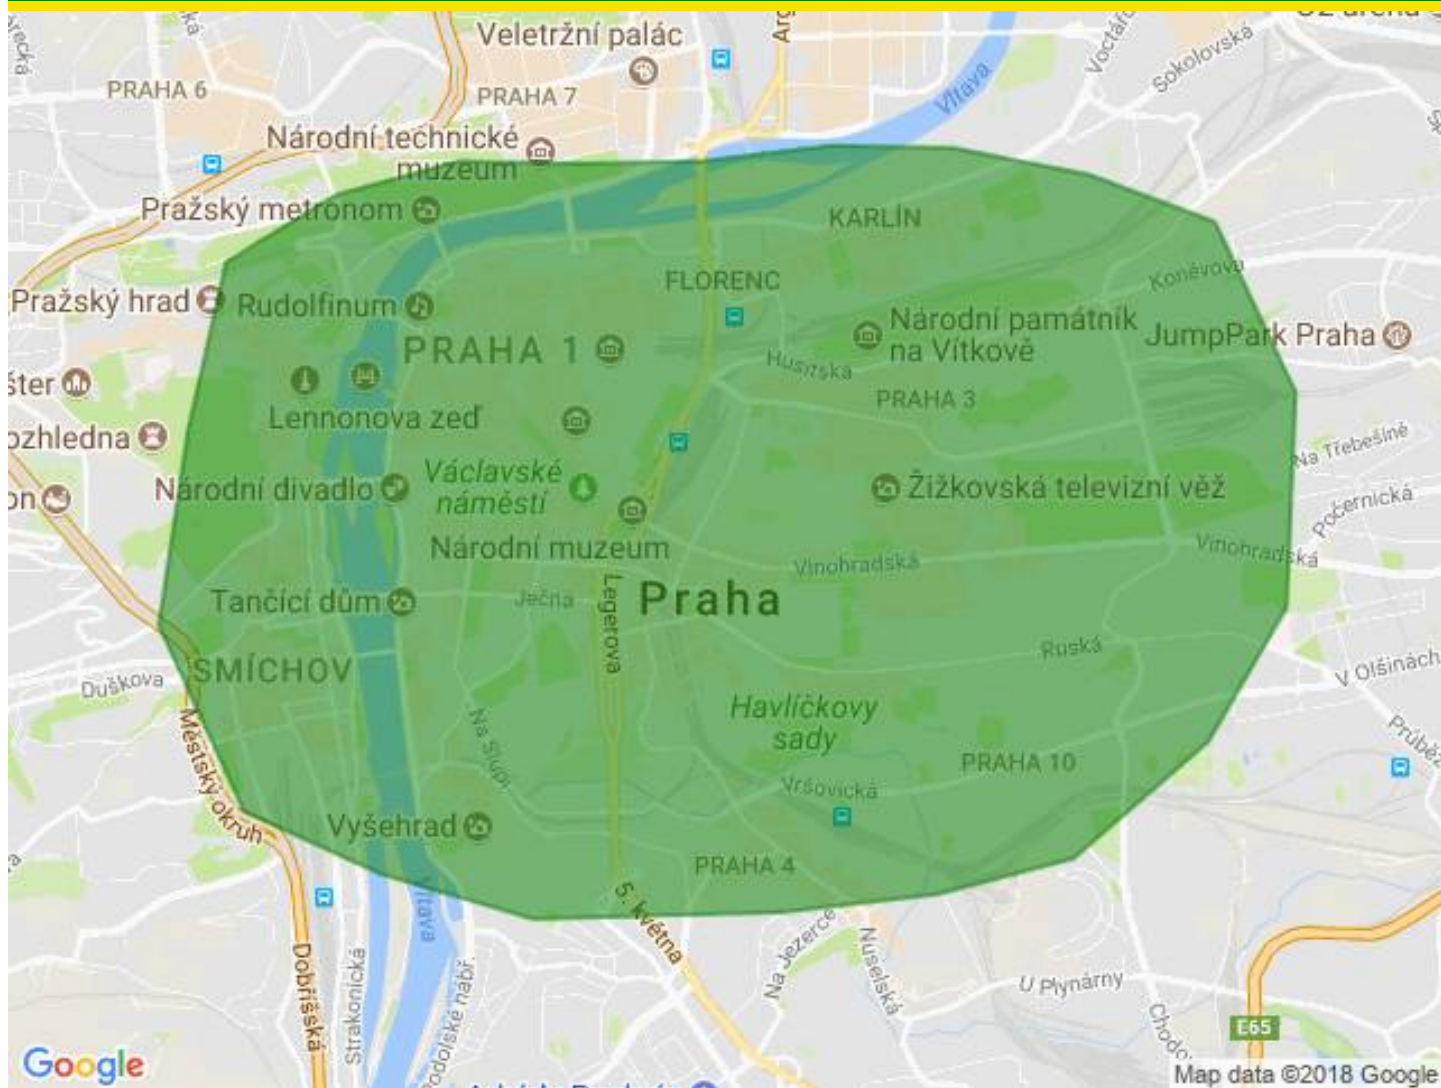 Veletržní palác
Vltava
Sokolovská
PRAHA 6
PRAHA 7
Národní technické
muzeum
Pražský metronom
KARLÍN
Koněvova
FLORENC
Pražský hrad
Rudolfinum
Národní památník
na Vítkově
JumpPark Praha
PRAHA 1
Husitská
PRAHA 3
Lennonova zeď
Na Třebešíně
Václavské
náměstí
Národní divadlo
Žižkovská televizní věž
Počernická
Národní muzeum
Vinohradská
Vinohradská
Tančící dům
Ječná
Legerova
Praha
SMÍCHOV
Duškova
Ruská
V Olšinách
Městský okruh
Na Slupi
Havlíčkovy
sady
PRAHA 10
Vršovická
Vyšehrad
PRAHA 4
5. května
Vltava
Na Jezerce
Nuselská
Dobříšská
Strakonická
U Plynárny
E65
Google
Map data ©2018 Google